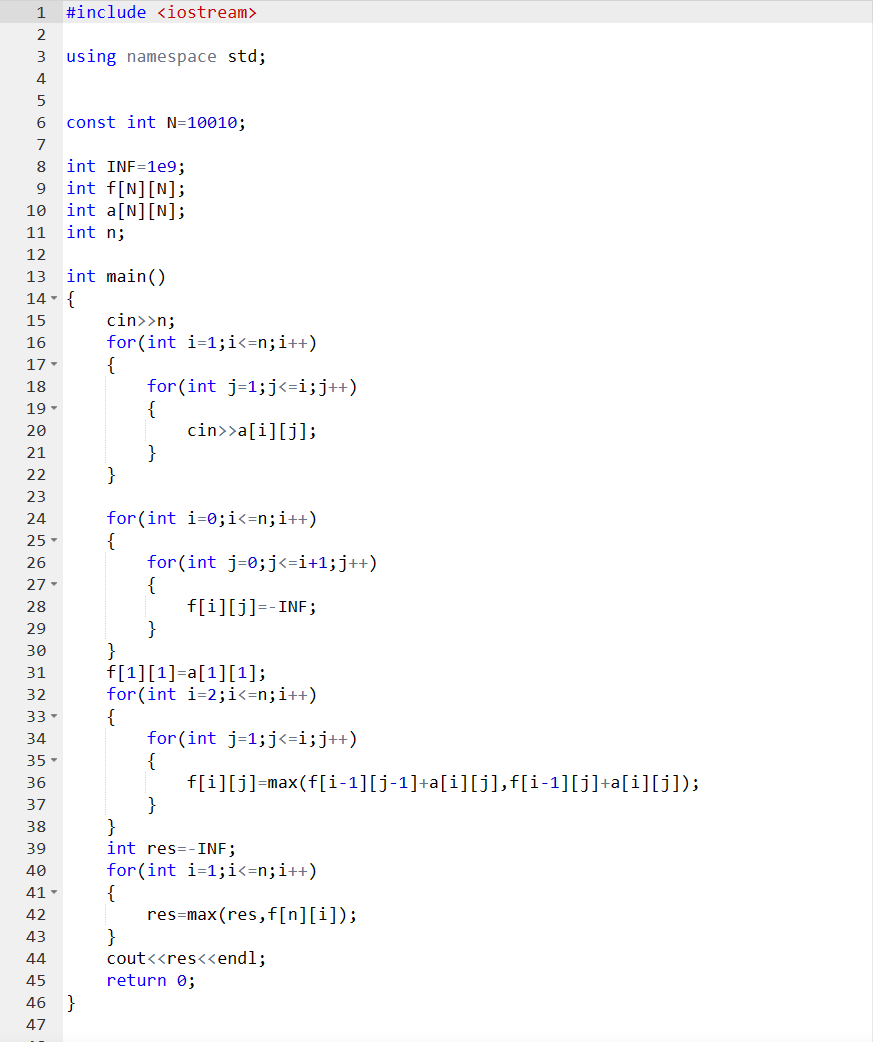 1 #include <iostream>
2
3 using namespace std;
4
5
6 const int N=10010;
7
8 int INF=1e9;
9 int f[N][N];
10 int a[N][N];
11 int n;
12
13 int main()
14 {
15     cin>>n;
16     for(int i=1;i<=n;i++)
17     {
18         for(int j=1;j<=i;j++)
19         {
20             cin>>a[i][j];
21         }
22     }
23
24     for(int i=0;i<=n;i++)
25     {
26         for(int j=0;j<=i+1;j++)
27         {
28             f[i][j]=-INF;
29         }
30     }
31     f[1][1]=a[1][1];
32     for(int i=2;i<=n;i++)
33     {
34         for(int j=1;j<=i;j++)
35         {
36             f[i][j]=max(f[i-1][j-1]+a[i][j],f[i-1][j]+a[i][j]);
37         }
38     }
39     int res=-INF;
40     for(int i=1;i<=n;i++)
41     {
42         res=max(res,f[n][i]);
43     }
44     cout<<res<<endl;
45     return 0;
46 }
47